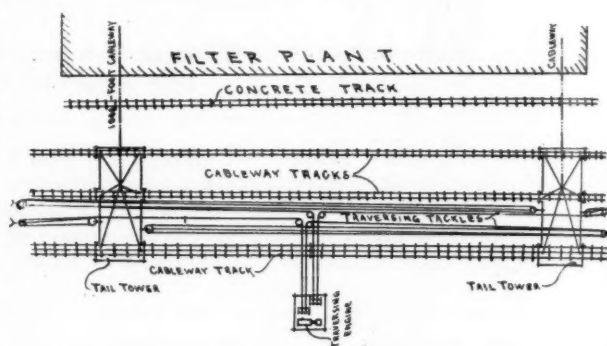 FILTER PLANT
FOOT CABLEWAY
CABLEWAY
CONCRETE TRACK
CABLEWAY TRACKS
TRAVERSING TACKLES
CABLEWAY TRACK
TAIL TOWER
TAIL TOWER
TRAVERSING
ENGINE